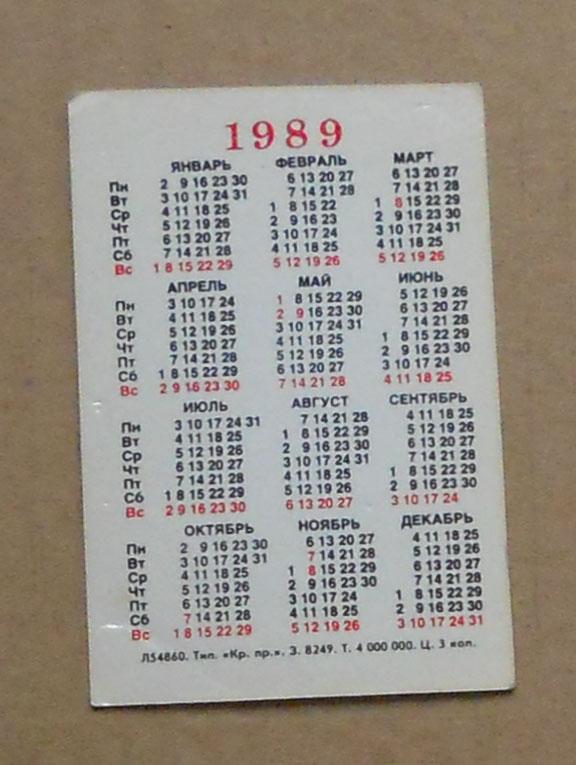 1989
ЯНВАРЬ ФЕВРАЛЬ МАРТ
Пн 2 9 16 23 30 6 13 20 27 6 13 20 27
Вт 3 10 17 24 31 7 14 21 28 7 14 21 28
Ср 4 11 18 25 1 8 15 22 1 8 15 22 29
Чт 5 12 19 26 2 9 16 23 2 9 16 23 30
Пт 6 13 20 27 3 10 17 24 3 10 17 24 31
Сб 7 14 21 28 4 11 18 25 4 11 18 25
Вс 1 8 15 22 29 5 12 19 26 5 12 19 26
АПРЕЛЬ МАЙ ИЮНЬ
Пн 3 10 17 24 1 8 15 22 29 5 12 19 26
Вт 4 11 18 25 2 9 16 23 30 6 13 20 27
Ср 5 12 19 26 3 10 17 24 31 7 14 21 28
Чт 6 13 20 27 4 11 18 25 1 8 15 22 29
Пт 7 14 21 28 5 12 19 26 2 9 16 23 30
Сб 1 8 15 22 29 6 13 20 27 3 10 17 24
Вс 2 9 16 23 30 7 14 21 28 4 11 18 25
ИЮЛЬ АВГУСТ СЕНТЯБРЬ
Пн 3 10 17 24 31 7 14 21 28 4 11 18 25
Вт 4 11 18 25 1 8 15 22 29 5 12 19 26
Ср 5 12 19 26 2 9 16 23 30 6 13 20 27
Чт 6 13 20 27 3 10 17 24 31 7 14 21 28
Пт 7 14 21 28 4 11 18 25 1 8 15 22 29
Сб 1 8 15 22 29 5 12 19 26 2 9 16 23 30
Вс 2 9 16 23 30 6 13 20 27 3 10 17 24
ОКТЯБРЬ НОЯБРЬ ДЕКАБРЬ
Пн 2 9 16 23 30 6 13 20 27 4 11 18 25
Вт 3 10 17 24 31 7 14 21 28 5 12 19 26
Ср 4 11 18 25 1 8 15 22 29 6 13 20 27
Чт 5 12 19 26 2 9 16 23 30 7 14 21 28
Пт 6 13 20 27 3 10 17 24 1 8 15 22 29
Сб 7 14 21 28 4 11 18 25 2 9 16 23 30
Вс 1 8 15 22 29 5 12 19 26 3 10 17 24 31
Л54860. Тип. «Кр. пр.». З. 8249. Т. 4 000 000. Ц. 3 коп.